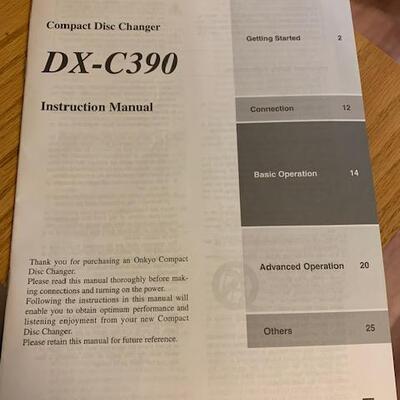 Compact Disc Changer
DX-C390
Instruction Manual
Thank you for purchasing an Onkyo Compact
Disc Changer.
Please read this manual thoroughly before mak-
ing connections and turning on the power.
Following the instructions in this manual will
enable you to obtain optimum performance and
listening enjoyment from your new Compact
Disc Changer.
Please retain this manual for future reference.
Getting Started 2
Connection 12
Basic Operation 14
Advanced Operation 20
Others 25